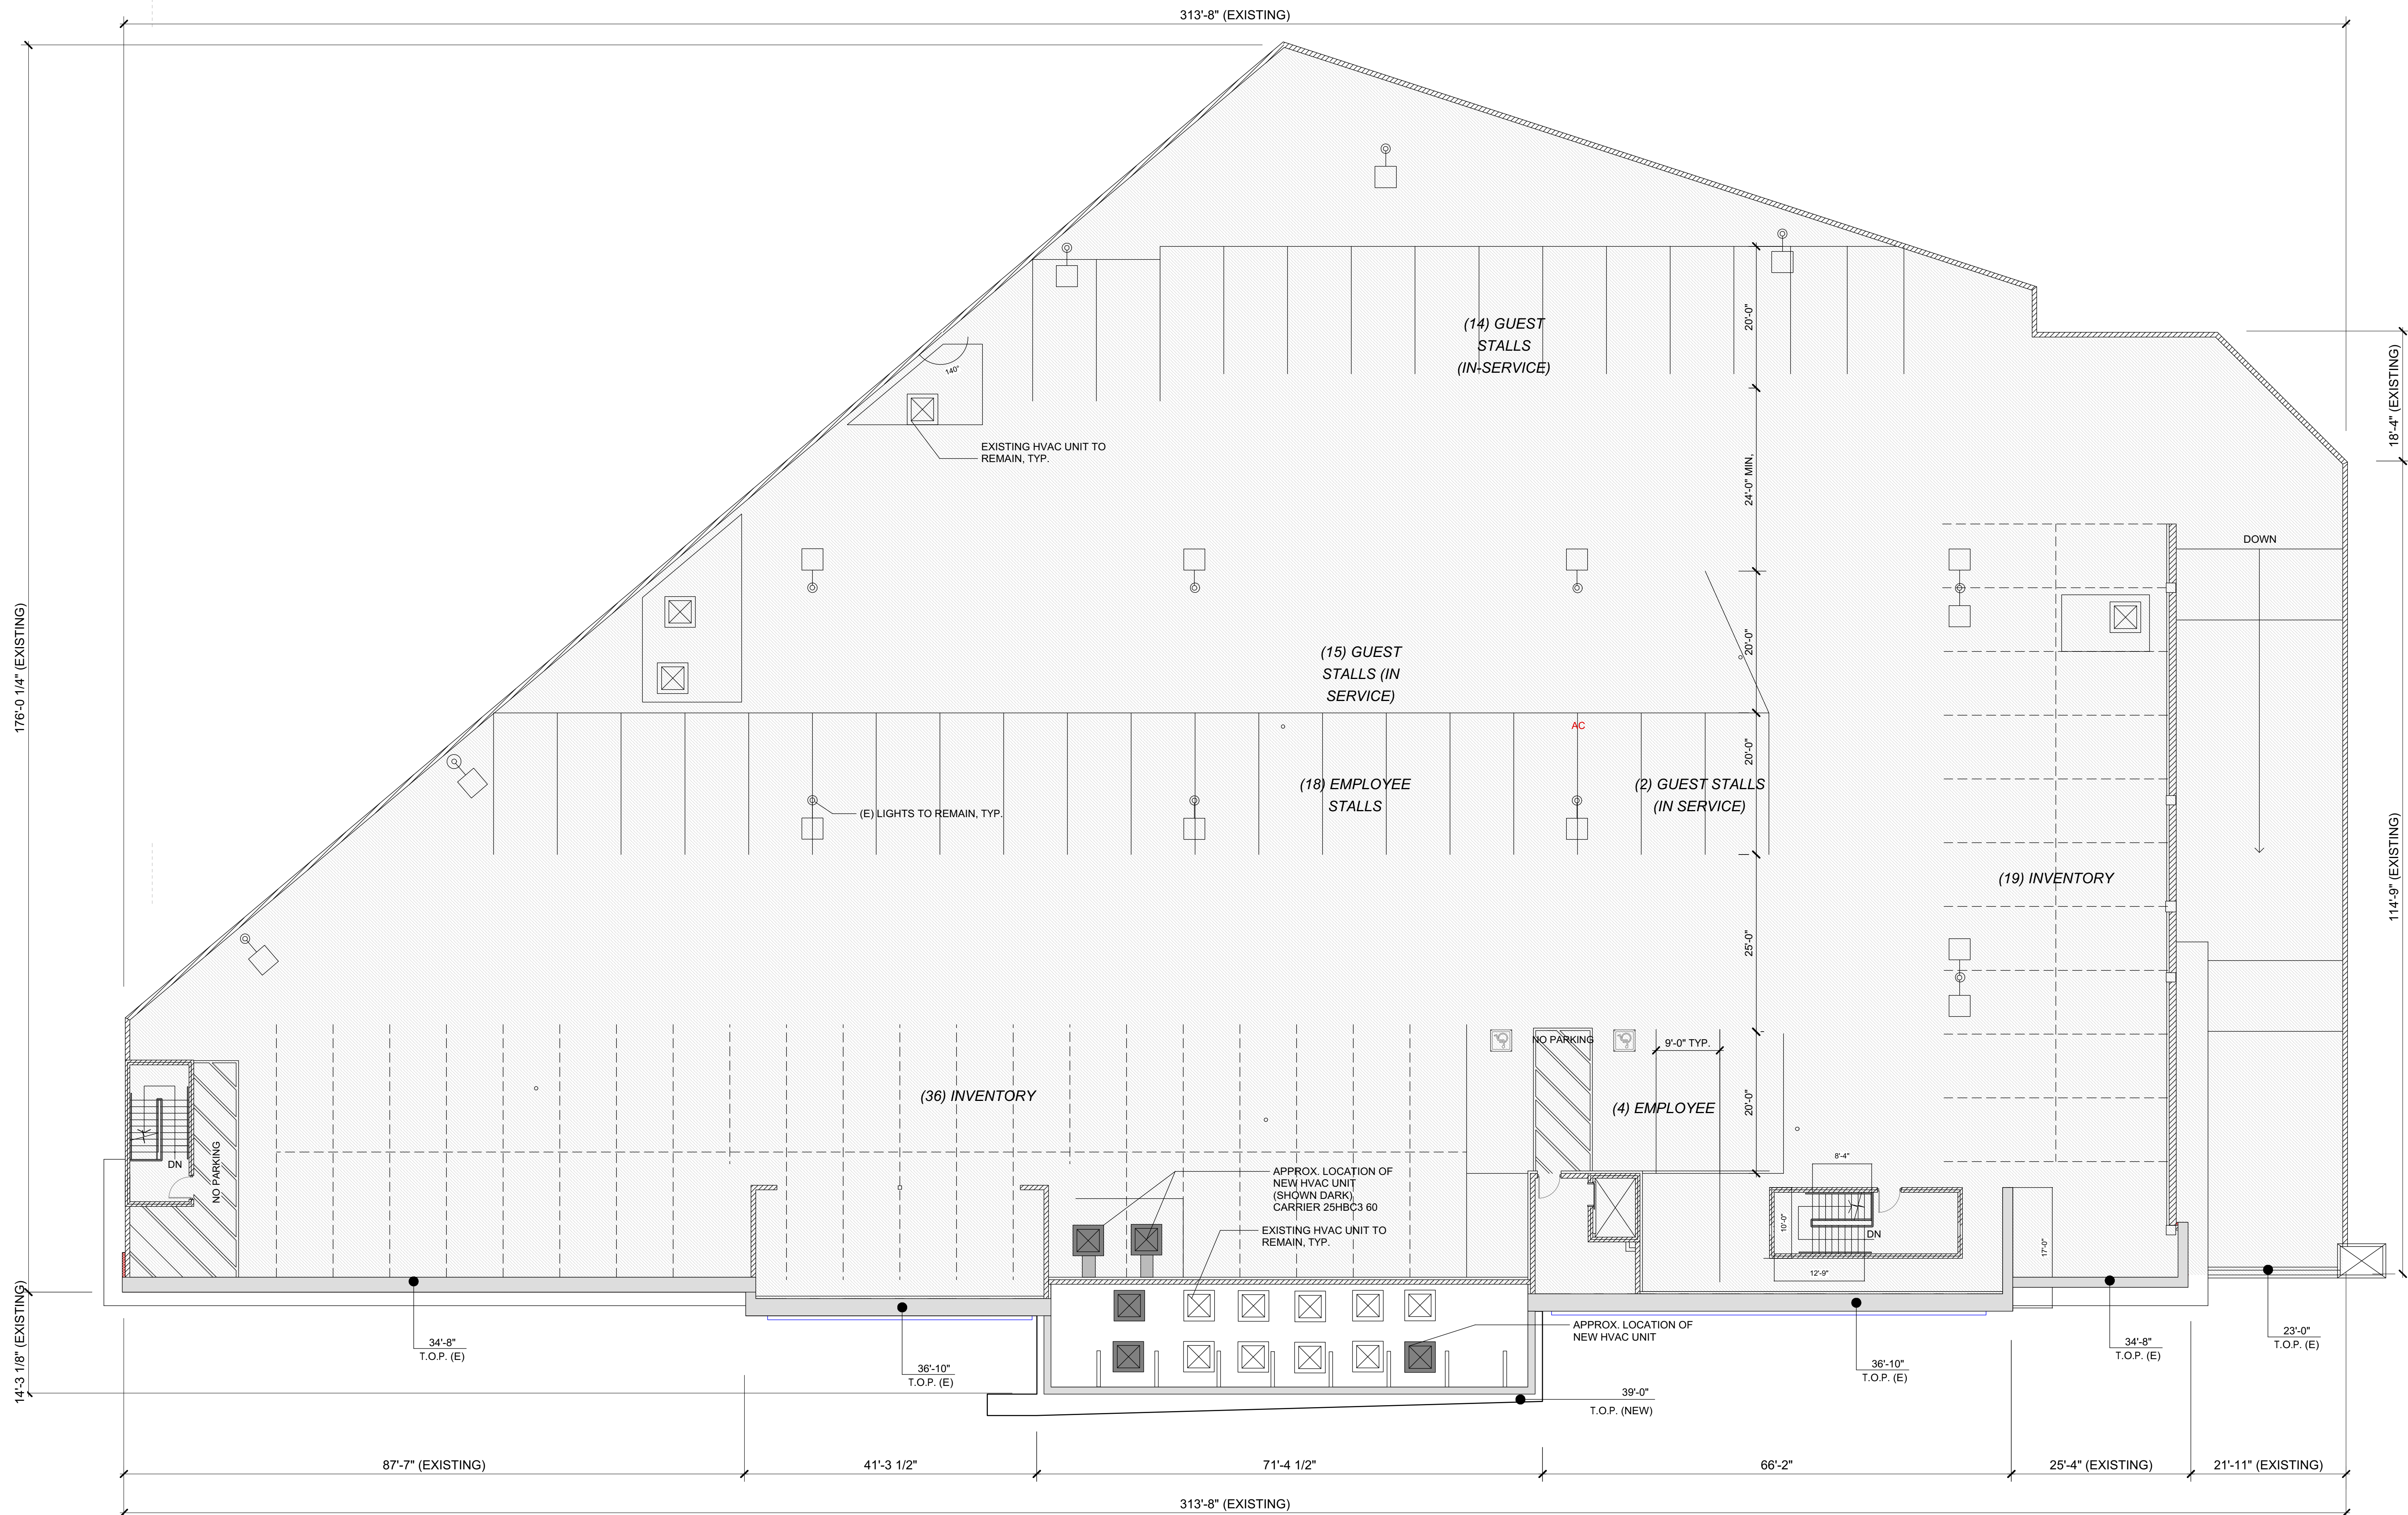 313'-8" (EXISTING)
176'-0 1/4" (EXISTING)
14'-3 1/8" (EXISTING)
18'-4" (EXISTING)
114'-9" (EXISTING)
(14) GUEST
STALLS
(IN-SERVICE)
20'-0"
140°
EXISTING HVAC UNIT TO
REMAIN, TYP.
24'-0" MIN.
DOWN
(15) GUEST
STALLS (IN
SERVICE)
20'-0"
AC
20'-0"
(18) EMPLOYEE
STALLS
(2) GUEST STALLS
(IN SERVICE)
(E) LIGHTS TO REMAIN, TYP.
(19) INVENTORY
25'-0"
NO PARKING
9'-0" TYP.
(36) INVENTORY
(4) EMPLOYEE
20'-0"
DN
NO PARKING
APPROX. LOCATION OF
NEW HVAC UNIT
(SHOWN DARK)
CARRIER 25HBC3 60
EXISTING HVAC UNIT TO
REMAIN, TYP.
8'-4"
10'-0"
DN
12'-9"
17'-0"
APPROX. LOCATION OF
NEW HVAC UNIT
34'-8"
T.O.P. (E)
36'-10"
T.O.P. (E)
39'-0"
T.O.P. (NEW)
36'-10"
T.O.P. (E)
34'-8"
T.O.P. (E)
23'-0"
T.O.P. (E)
87'-7" (EXISTING)
41'-3 1/2"
71'-4 1/2"
66'-2"
25'-4" (EXISTING)
21'-11" (EXISTING)
313'-8" (EXISTING)